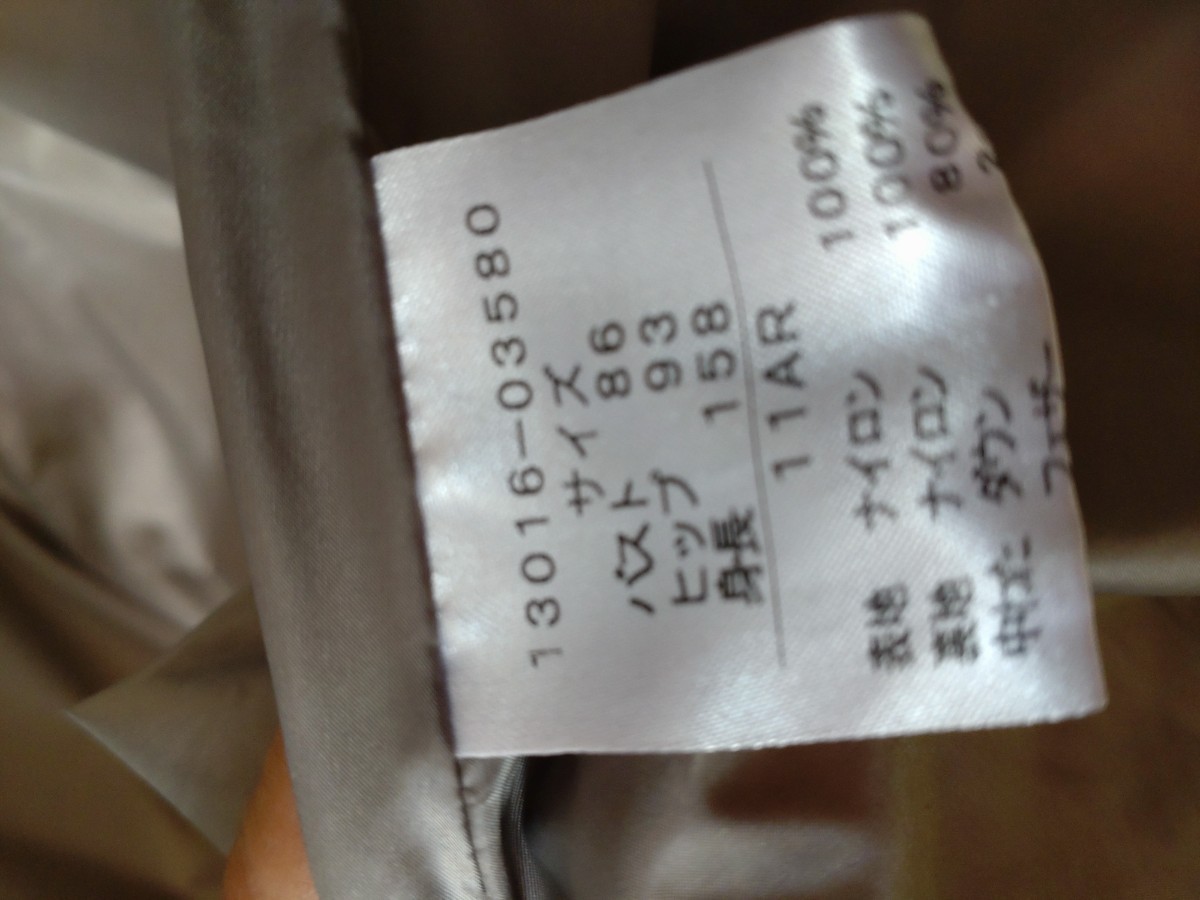 13016-03580
サイズ
バスト 86
ヒップ 93
身長 158
11AR
表地 ナイロン 100%
裏地 ナイロン 100%
中わた ダウン 80%
フェザー 2